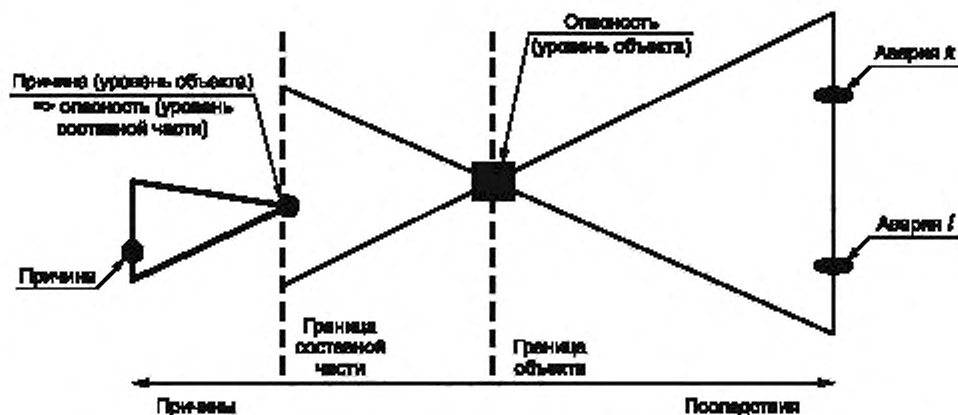 Опасность
(уровень объекта)
Авария k
Причина (уровень объекта)
=> опасность (уровень
составной части)
Авария l
Причина
Граница
составной
части
Граница
объекта
Причины
Последствия